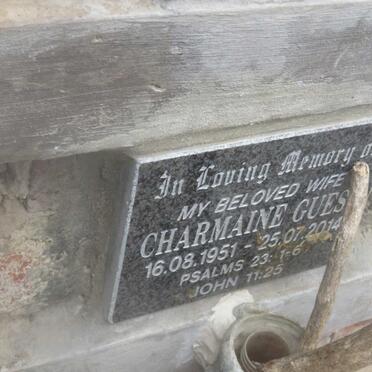 In Loving Memory o
MY BELOVED WIFE
CHARMAINE GUES
16.08.1951 - 25.07.2014
PSALMS 23: 1-6
JOHN 11:25